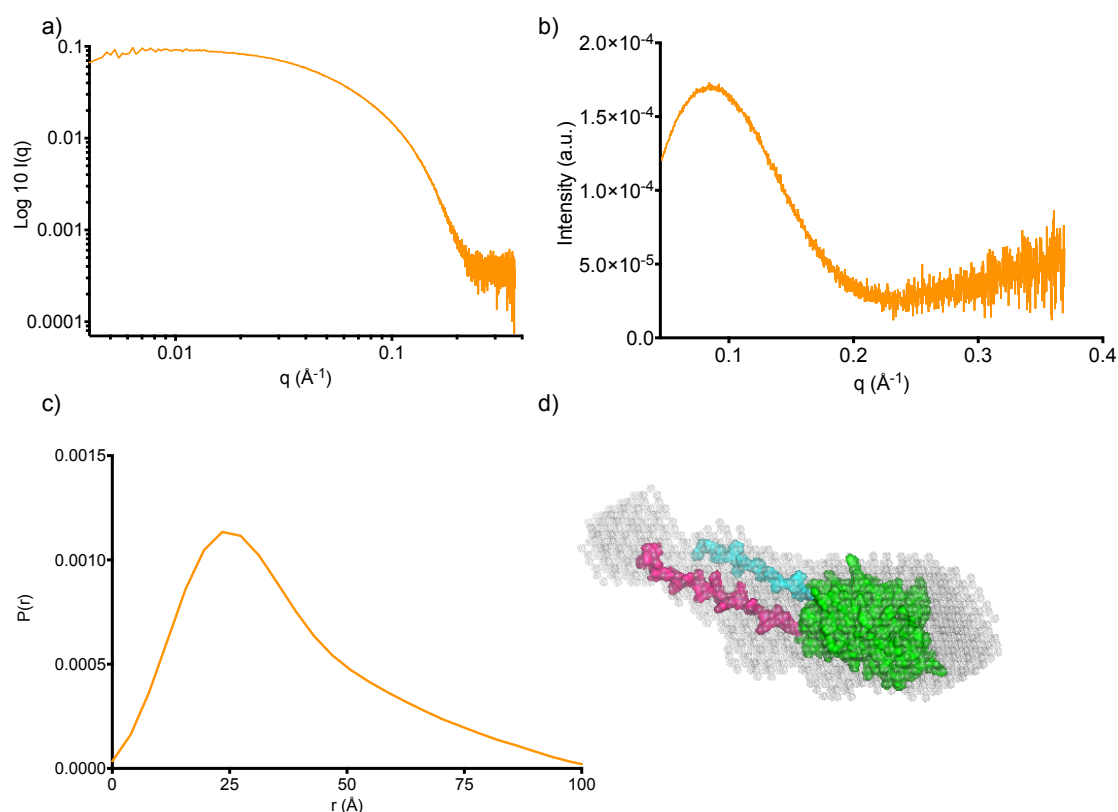 a)
0.1
0.01
0.001
0.0001
Log 10 I(q)
0.01
0.1
q (Å⁻¹)
b)
2.0×10⁻⁴
1.5×10⁻⁴
1.0×10⁻⁴
5.0×10⁻⁵
0.0
Intensity (a.u.)
0.1
0.2
0.3
0.4
q (Å⁻¹)
c)
0.0015
0.0010
0.0005
0.0000
P(r)
0
25
50
75
100
r (Å)
d)